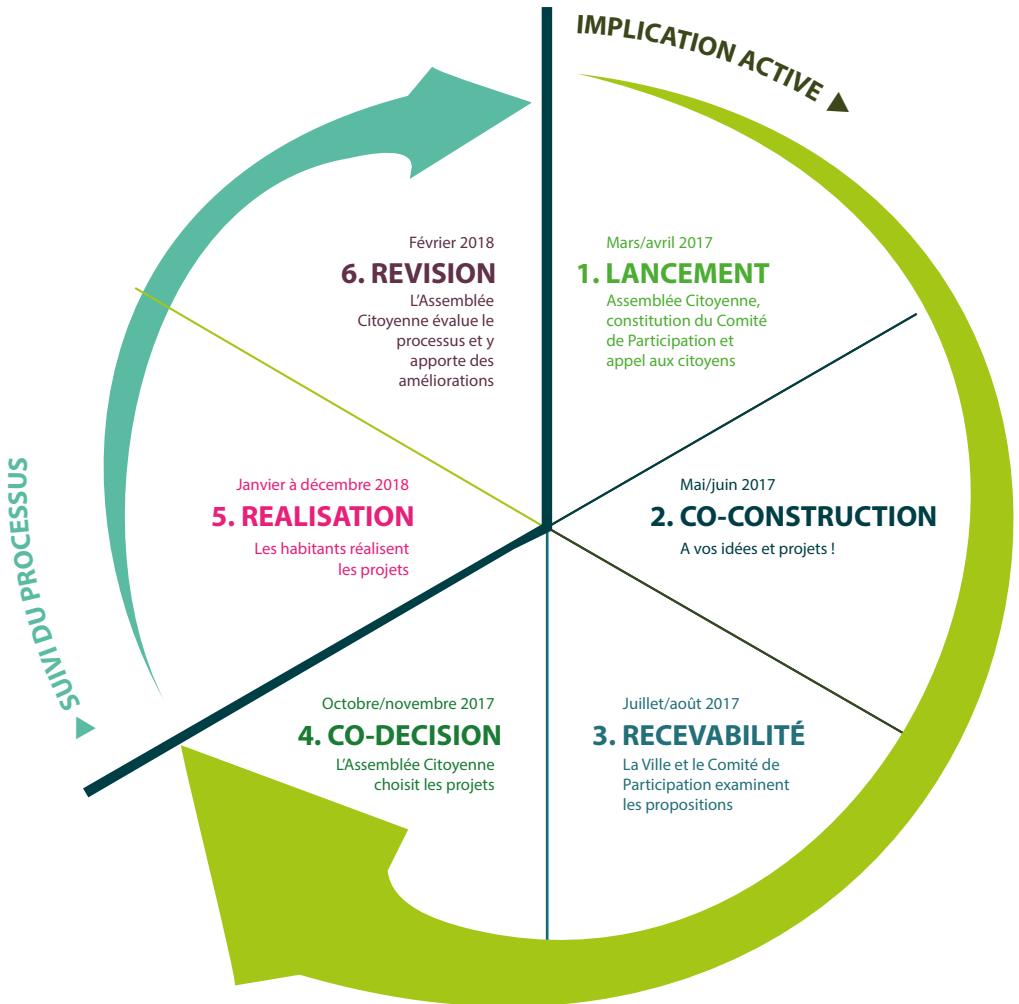 IMPLICATION ACTIVE ▶
Mars/avril 2017
1. LANCEMENT
Assemblée Citoyenne,
constitution du Comité
de Participation et
appel aux citoyens
Mai/juin 2017
2. CO-CONSTRUCTION
A vos idées et projets !
Juillet/août 2017
3. RECEVABILITÉ
La Ville et le Comité de
Participation examinent
les propositions
Octobre/novembre 2017
4. CO-DECISION
L’Assemblée Citoyenne
choisit les projets
Janvier à décembre 2018
5. REALISATION
Les habitants réalisent
les projets
Février 2018
6. REVISION
L’Assemblée
Citoyenne évalue le
processus et y
apporte des
améliorations
◀ SUIVI DU PROCESSUS